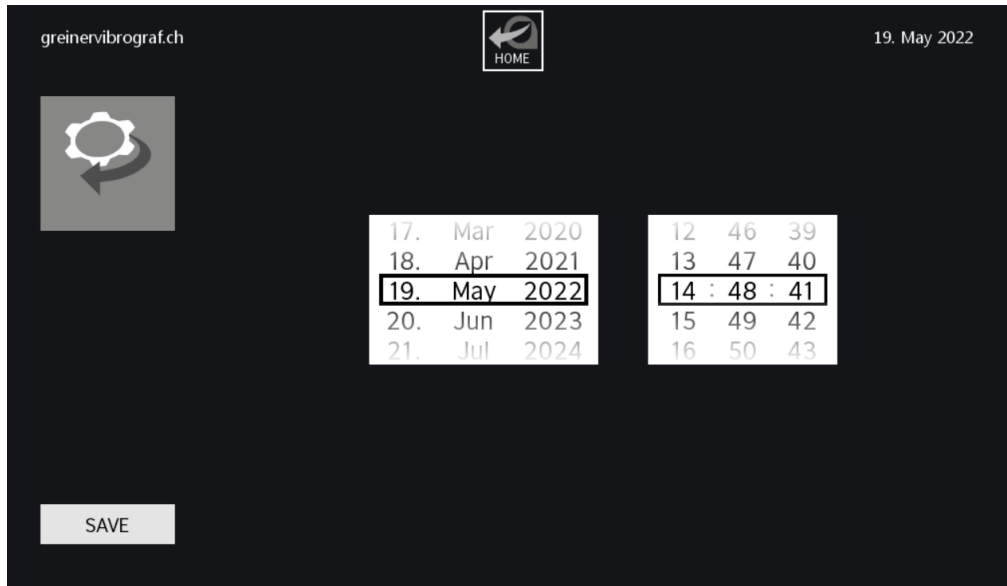 greinervibrograf.ch
HOME
19. May 2022
17. Mar 2020
18. Apr 2021
19. May 2022
20. Jun 2023
21. Jul 2024
12 46 39
13 47 40
14 : 48 : 41
15 49 42
16 50 43
SAVE